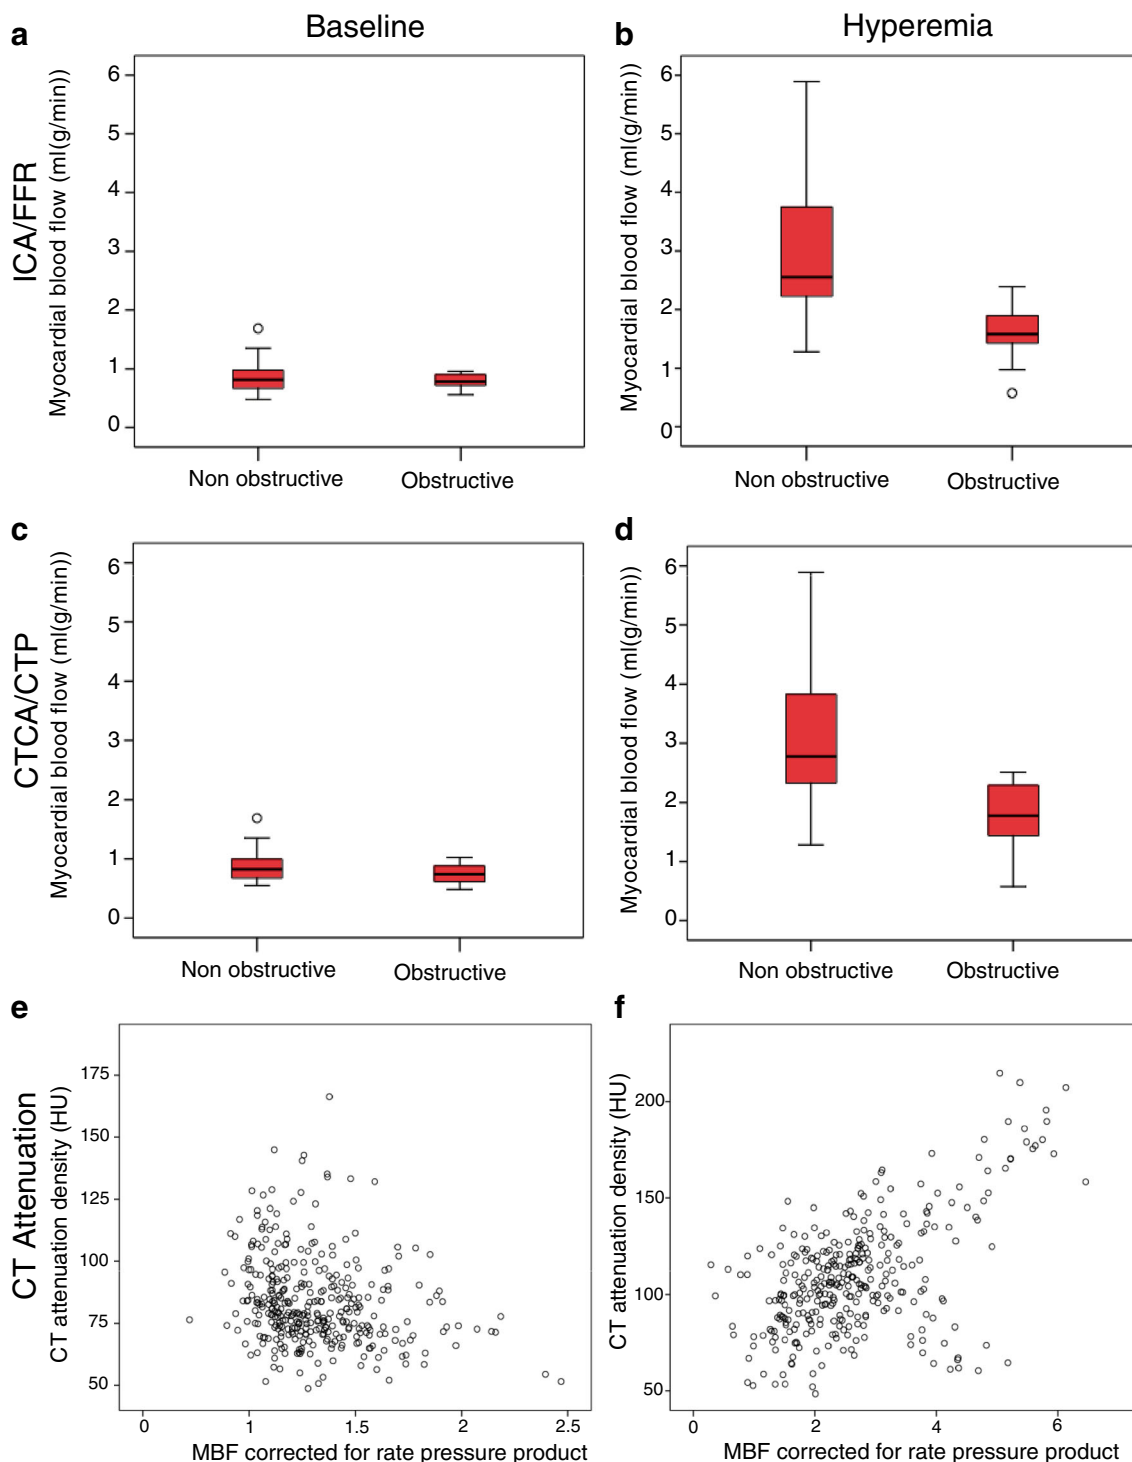 a
Baseline
b
Hyperemia
ICA/FFR
Myocardial blood flow (ml(g/min))
6
5
4
3
2
1
0
Non obstructive
Obstructive
Myocardial blood flow (ml(g/min))
6
5
4
3
2
1
0
Non obstructive
Obstructive
c
d
CTCA/CTP
Myocardial blood flow (ml(g/min))
6
5
4
3
2
1
0
Non obstructive
Obstructive
Myocardial blood flow (ml(g/min))
6
5
4
3
2
1
0
Non obstructive
Obstructive
e
f
CT Attenuation
CT attenuation density (HU)
175
150
125
100
75
50
0
1
1.5
2
2.5
MBF corrected for rate pressure product
CT attenuation density (HU)
200
150
100
50
0
2
4
6
MBF corrected for rate pressure product